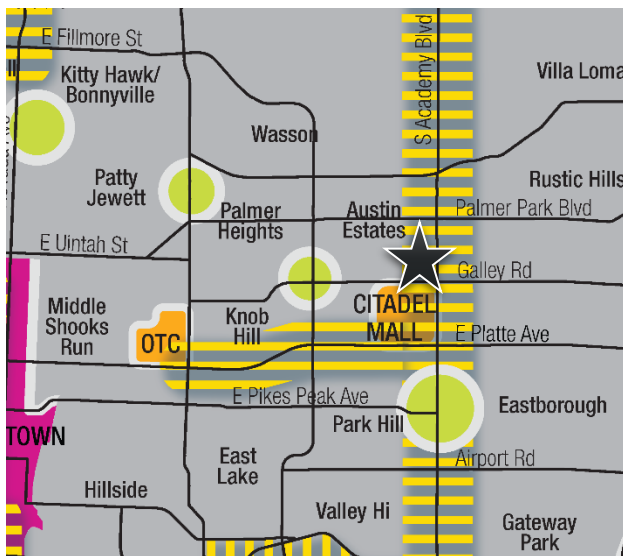 E Fillmore St
Kitty Hawk/
Bonnyville
S Academy Blvd
Villa Loma
Wasson
Patty
Jewett
Rustic Hills
Palmer
Heights
Austin
Estates
Palmer Park Blvd
E Uintah St
Galley Rd
Middle
Shooks
Run
OTC
Knob
Hill
CITADEL
MALL
E Platte Ave
E Pikes Peak Ave
Eastborough
Park Hill
TOWN
East
Lake
Airport Rd
Hillside
Valley Hi
Gateway
Park